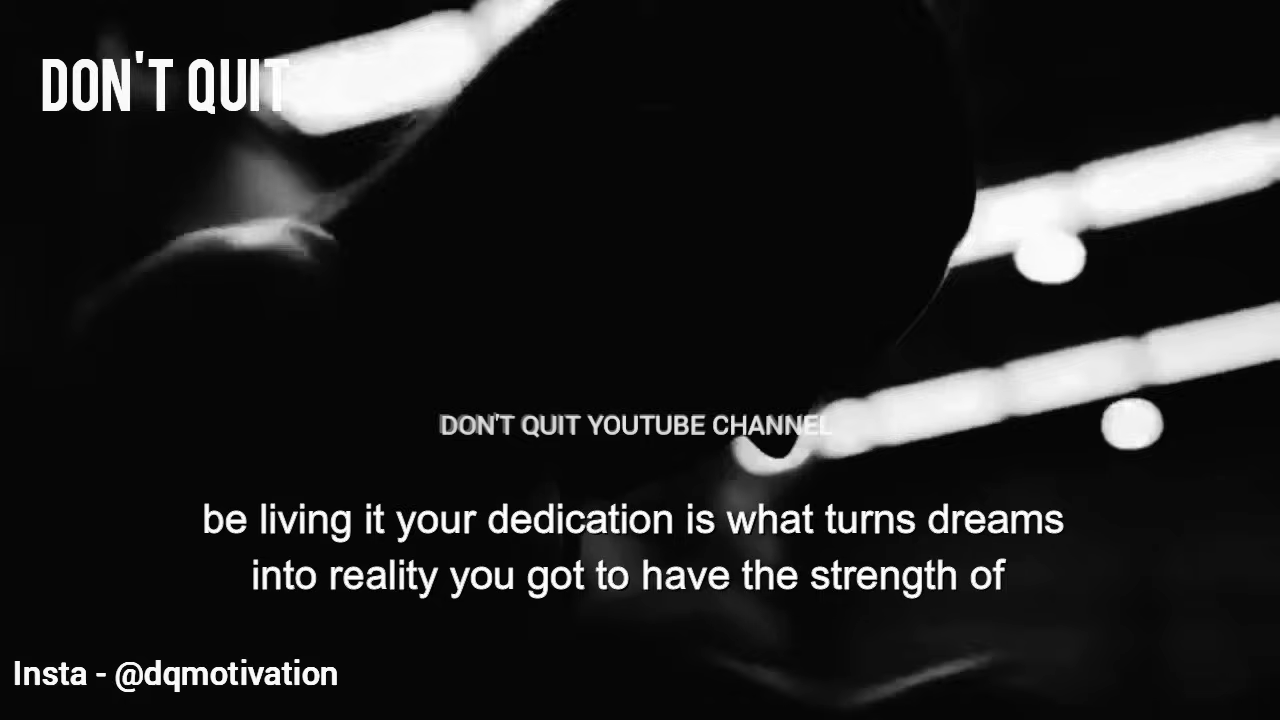 DON'T QUIT
DON'T QUIT YOUTUBE CHANNEL
be living it your dedication is what turns dreams
into reality you got to have the strength of
Insta - @dqmotivation